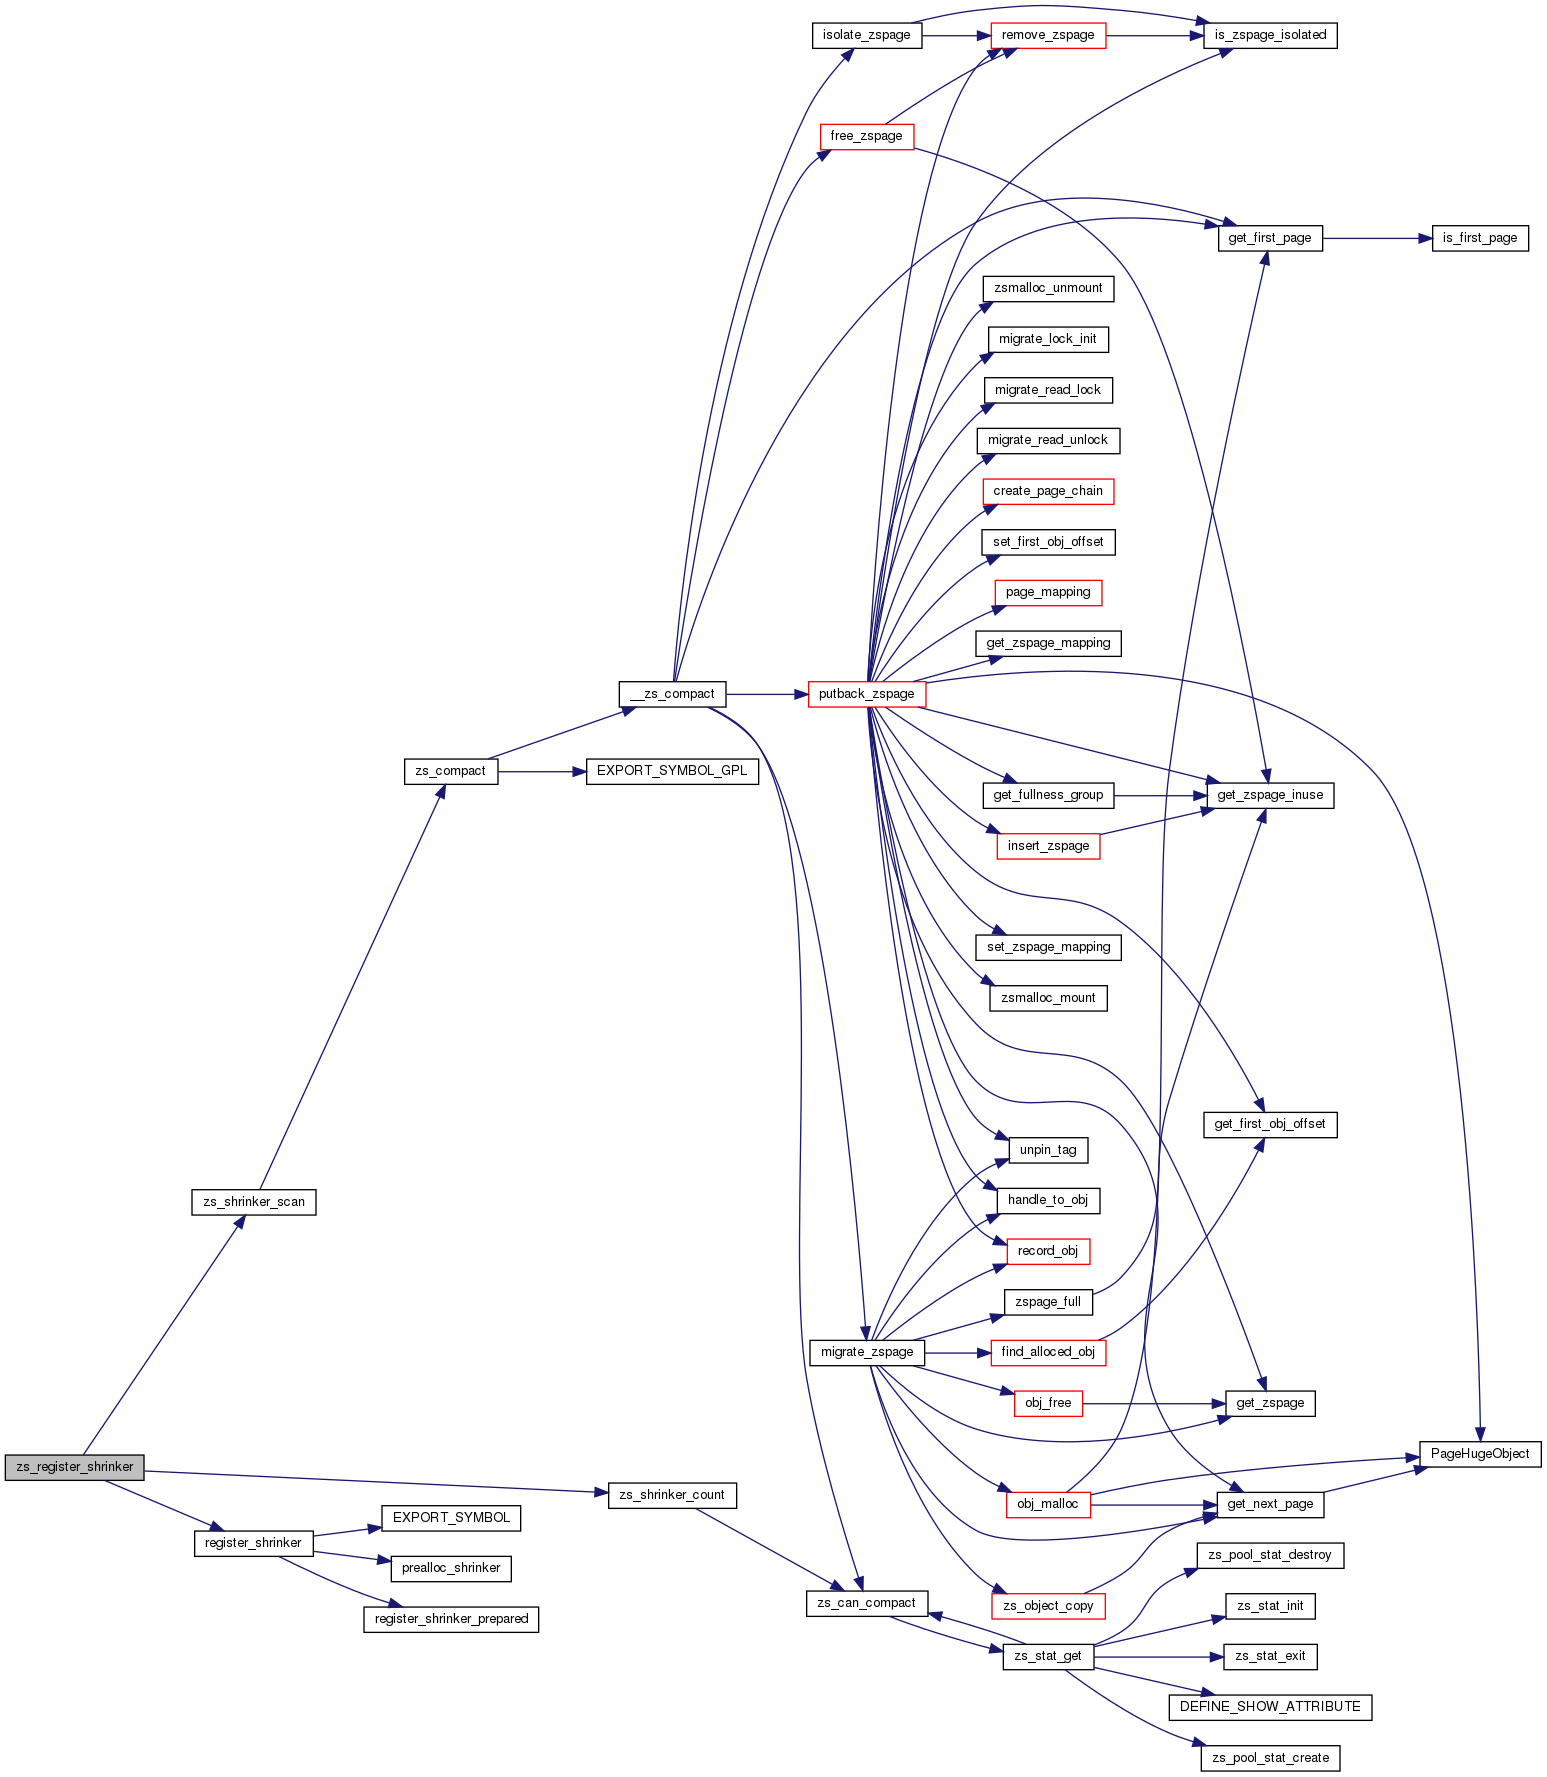 isolate_zspage
remove_zspage
is_zspage_isolated
free_zspage
get_first_page
is_first_page
zsmalloc_unmount
migrate_lock_init
migrate_read_lock
migrate_read_unlock
create_page_chain
set_first_obj_offset
page_mapping
get_zspage_mapping
__zs_compact
putback_zspage
zs_compact
EXPORT_SYMBOL_GPL
get_fullness_group
get_zspage_inuse
insert_zspage
set_zspage_mapping
zsmalloc_mount
get_first_obj_offset
unpin_tag
zs_shrinker_scan
handle_to_obj
record_obj
zspage_full
migrate_zspage
find_alloced_obj
obj_free
get_zspage
PageHugeObject
zs_register_shrinker
zs_shrinker_count
obj_malloc
get_next_page
EXPORT_SYMBOL
register_shrinker
prealloc_shrinker
zs_pool_stat_destroy
zs_can_compact
zs_object_copy
zs_stat_init
register_shrinker_prepared
zs_stat_get
zs_stat_exit
DEFINE_SHOW_ATTRIBUTE
zs_pool_stat_create